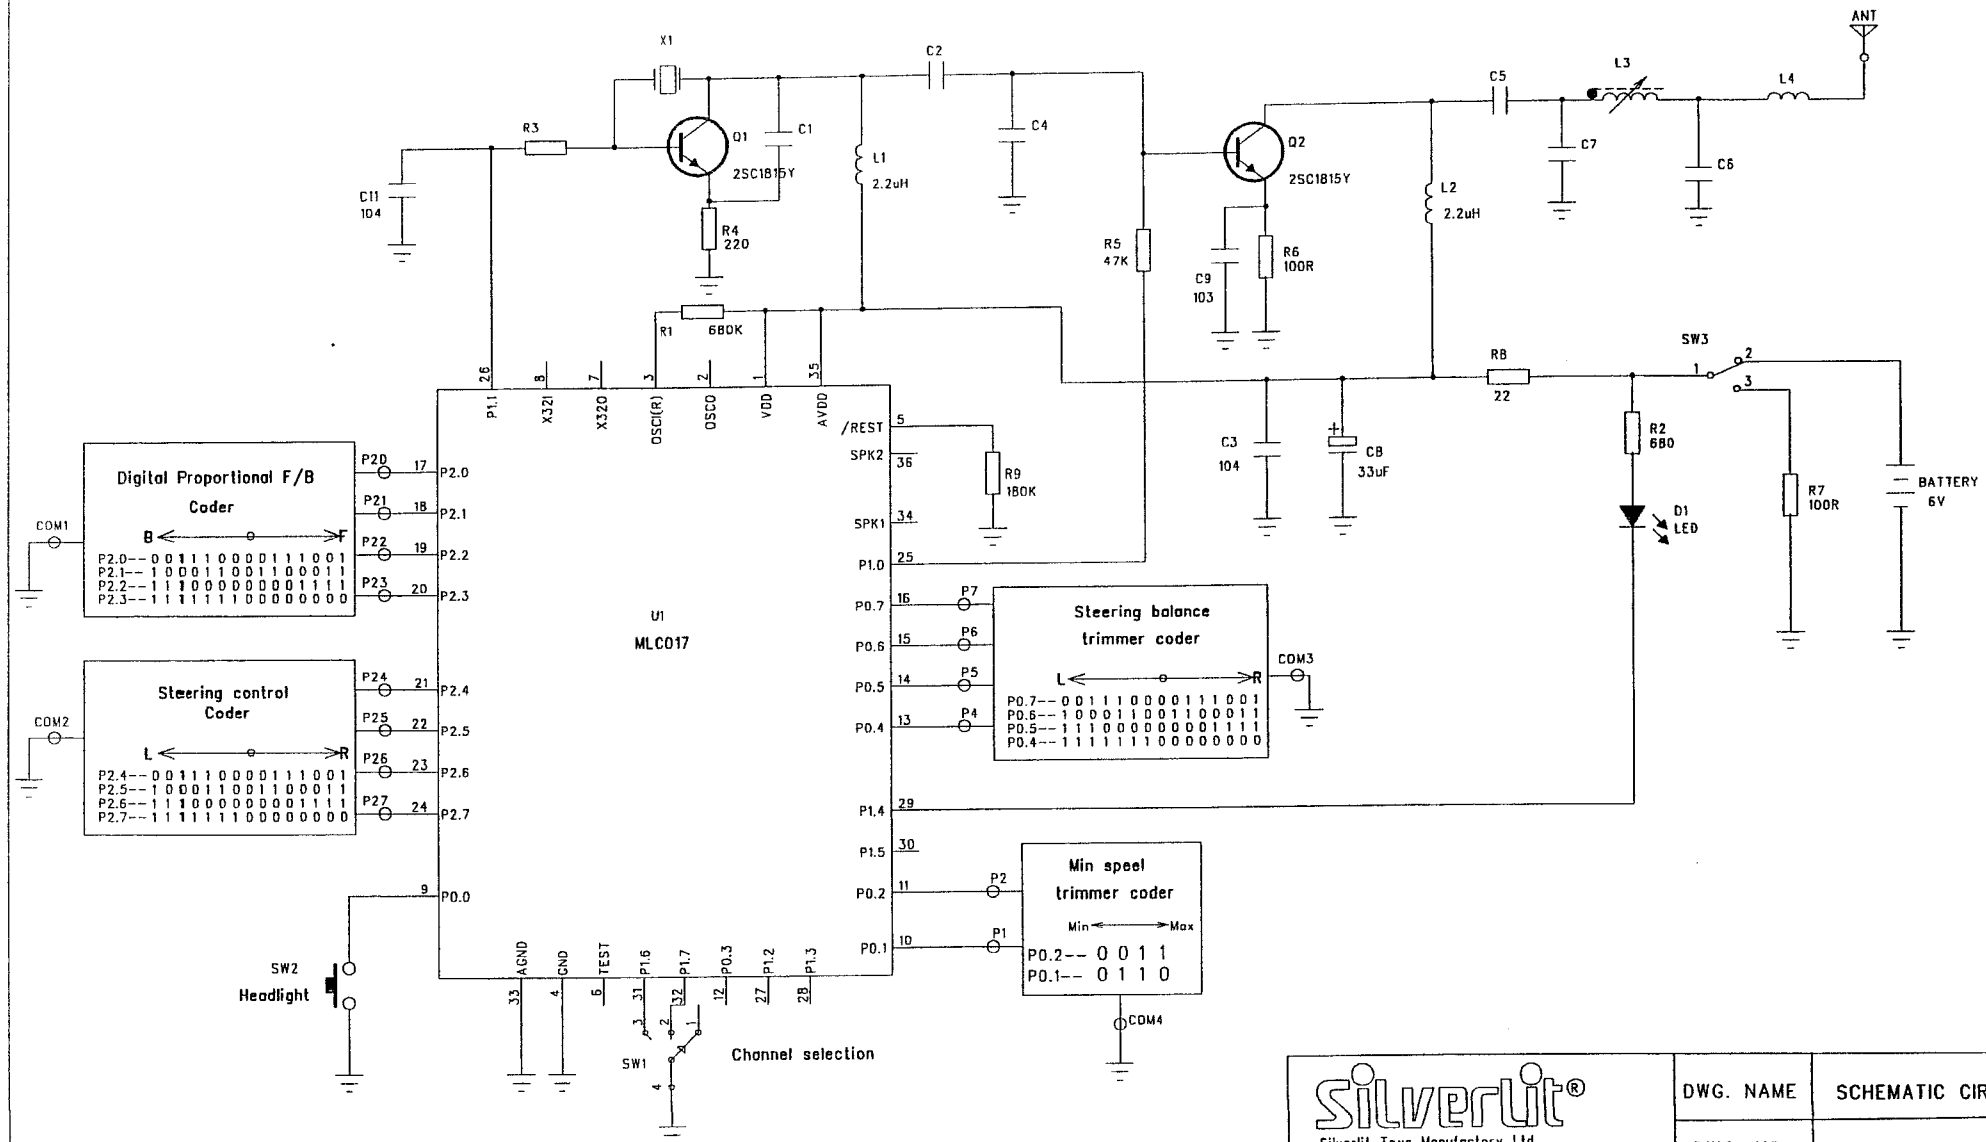 ANT
X1
C2
C5
L3
L4
R3
Q1
C1
C4
Q2
C7
C6
2SC1815Y
L1
2.2uH
2SC1815Y
L2
2.2uH
C11
104
R4
220
R5
47K
C9
103
R6
100R
R1
680K
SW3
1
2
3
R8
22
26
8
7
3
2
1
35
P1.1
X32I
X32O
OSCI(R)
OSCO
VDD
AVDD
/REST
5
SPK2
36
R9
180K
SPK1
34
P1.0
25
C3
104
+
C8
33uF
R2
680
D1
LED
R7
100R
BATTERY
6V
Digital Proportional F/B
Coder
B
F
P2.0-- 0 0 1 1 1 0 0 0 0 1 1 1 0 0 1
P2.1-- 1 0 0 0 1 1 0 0 1 1 0 0 0 1 1
P2.2-- 1 1 1 0 0 0 0 0 0 0 0 1 1 1 1
P2.3-- 1 1 1 1 1 1 1 0 0 0 0 0 0 0 0
COM1
P20
17
P2.0
P21
18
P2.1
P22
19
P2.2
P23
20
P2.3
U1
MLC017
P0.7
16
P7
P0.6
15
P6
P0.5
14
P5
P0.4
13
P4
Steering balance
trimmer coder
L
R
P0.7-- 0 0 1 1 1 0 0 0 0 1 1 1 0 0 1
P0.6-- 1 0 0 0 1 1 0 0 1 1 0 0 0 1 1
P0.5-- 1 1 1 0 0 0 0 0 0 0 0 1 1 1 1
P0.4-- 1 1 1 1 1 1 1 0 0 0 0 0 0 0 0
COM3
Steering control
Coder
L
R
P2.4-- 0 0 1 1 1 0 0 0 0 1 1 1 0 0 1
P2.5-- 1 0 0 0 1 1 0 0 1 1 0 0 0 1 1
P2.6-- 1 1 1 0 0 0 0 0 0 0 0 1 1 1 1
P2.7-- 1 1 1 1 1 1 1 0 0 0 0 0 0 0 0
COM2
P24
21
P2.4
P25
22
P2.5
P26
23
P2.6
P27
24
P2.7
P1.4
29
P1.5
30
P0.2
11
P2
P0.1
10
P1
Min speel
trimmer coder
Min
Max
P0.2-- 0 0 1 1
P0.1-- 0 1 1 0
COM4
9
P0.0
SW2
Headlight
AGND
GND
TEST
P1.6
P1.7
P0.3
P1.2
P1.3
33
4
6
31
32
12
27
28
3
2
1
SW1
4
Channel selection
Silverlit®
Silverlit Toys Manufactory Ltd
DWG. NAME
SCHEMATIC CIR